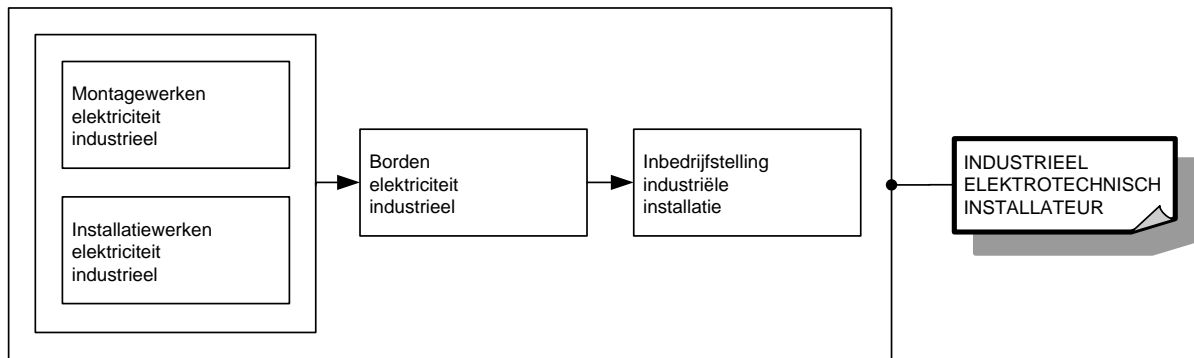 Montagewerken
elektriciteit
industrieel
Installatiewerken
elektriciteit
industrieel
Borden
elektriciteit
industrieel
Inbedrijfstelling
industriële
installatie
INDUSTRIEEL
ELEKTROTECHNISCH
INSTALLATEUR